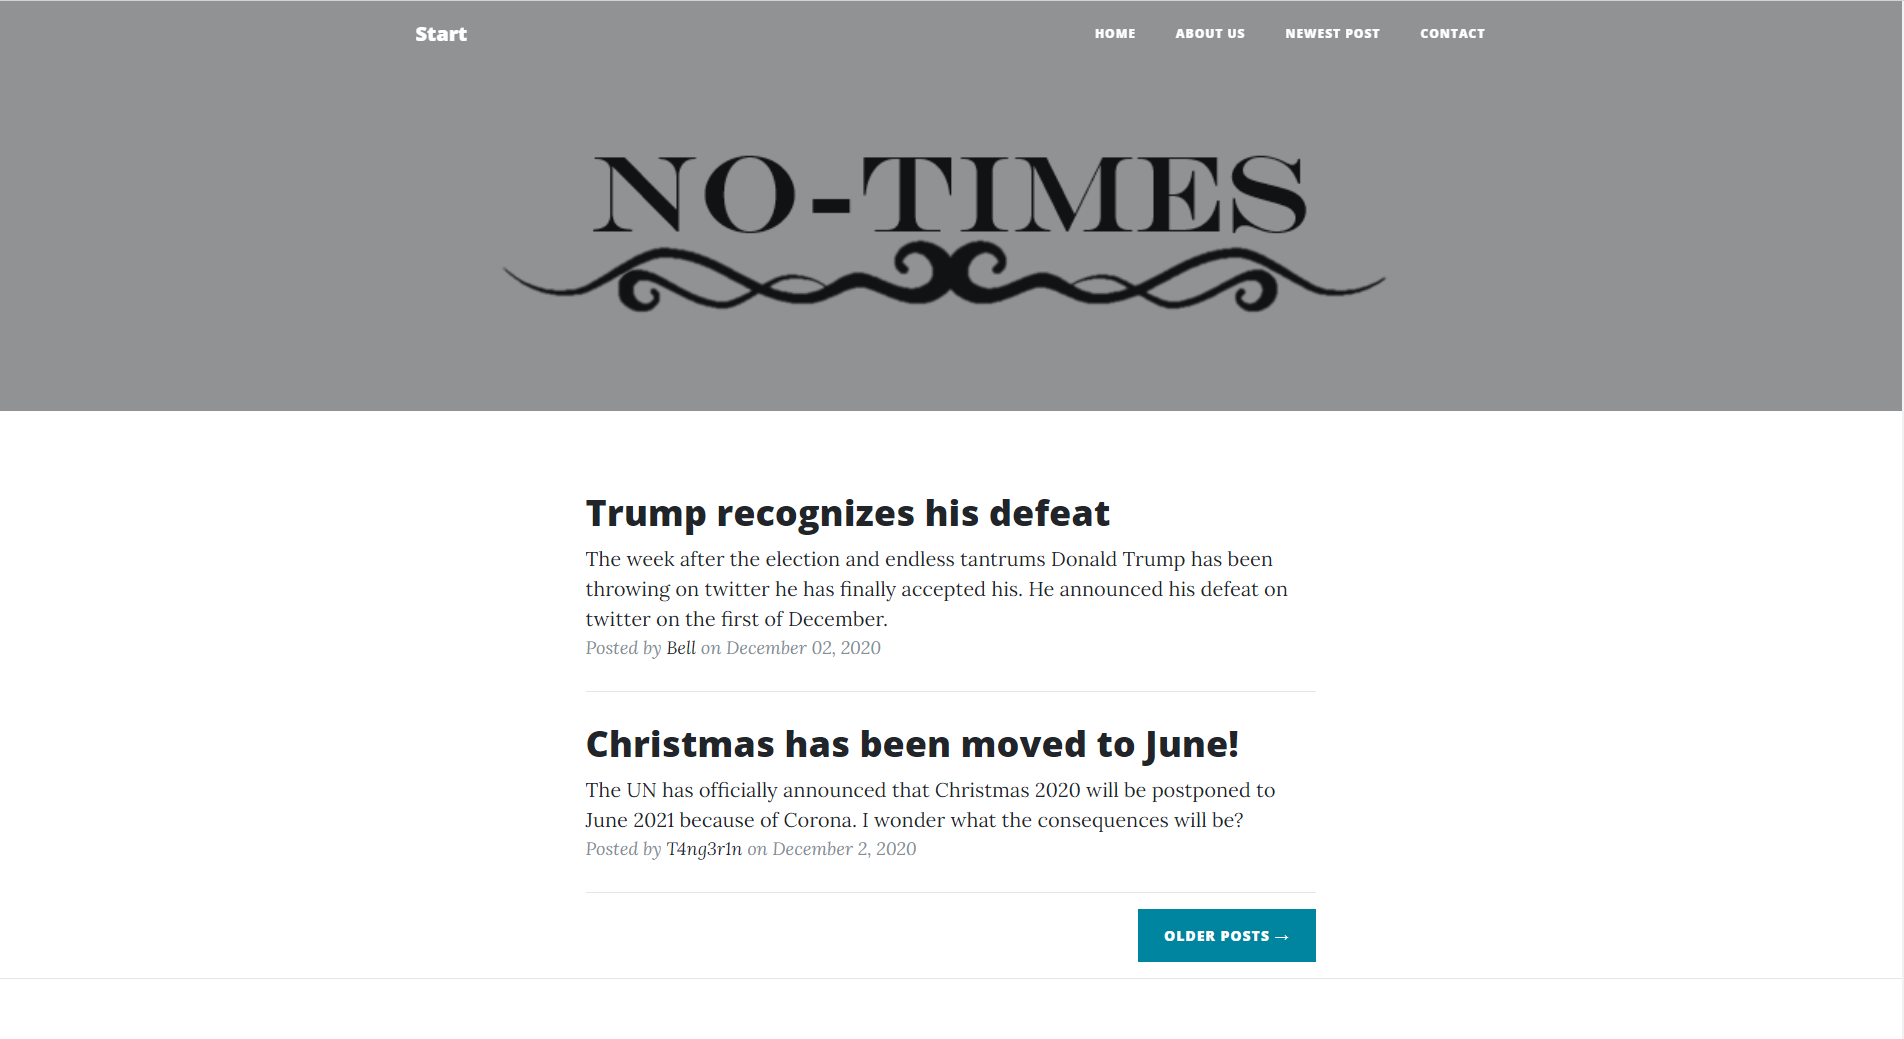 Start
HOME
ABOUT US
NEWEST POST
CONTACT
NO-TIMES
Trump recognizes his defeat
The week after the election and endless tantrums Donald Trump has been
throwing on twitter he has finally accepted his. He announced his defeat on
twitter on the first of December.
Posted by Bell on December 02, 2020
Christmas has been moved to June!
The UN has officially announced that Christmas 2020 will be postponed to
June 2021 because of Corona. I wonder what the consequences will be?
Posted by T4ng3r1n on December 2, 2020
OLDER POSTS →